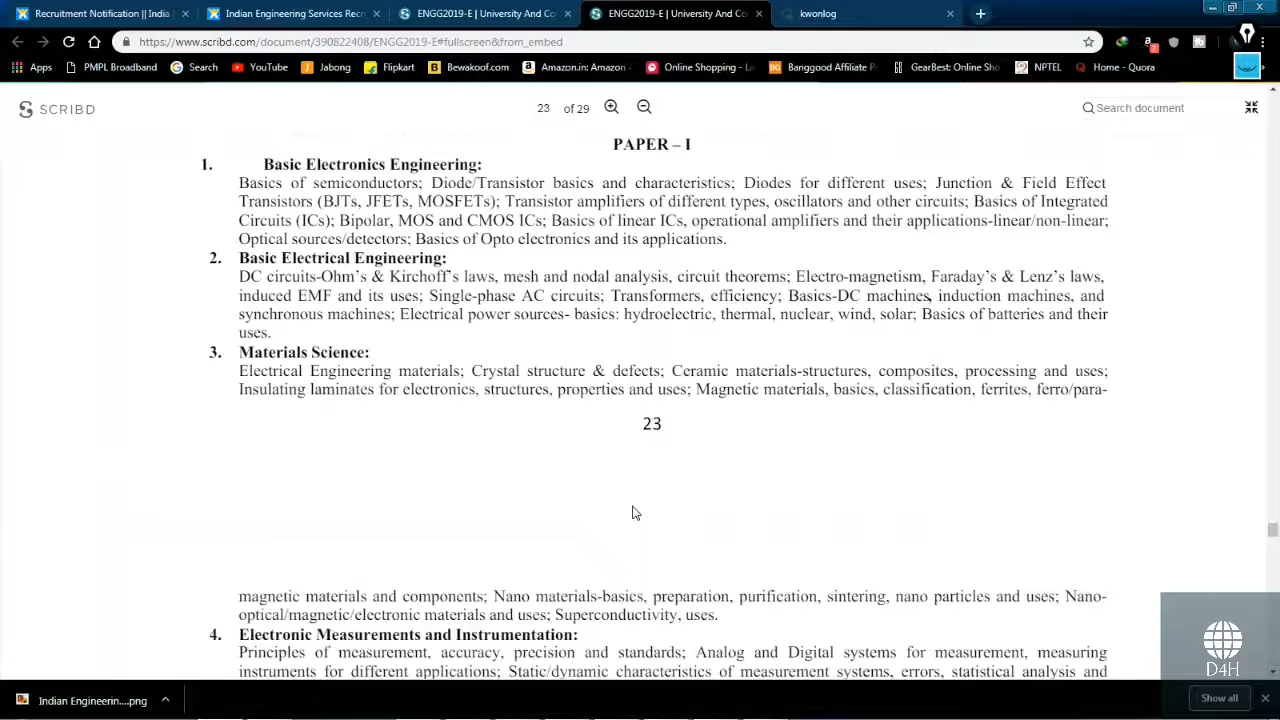 Recruitment Notification || India
Indian Engineering Services Recr
ENGG2019-E | University And Co
ENGG2019-E | University And Co
kwonlog
https://www.scribd.com/document/390822408/ENGG2019-E#fullscreen&from_embed
Apps
PMPL Broadband
Search
YouTube
Jabong
Flipkart
Bewakoof.com
Amazon.in: Amazon
Online Shopping - L
Banggood Affiliate P
GearBest: Online Sh
NPTEL
Home - Quora
SCRIBD
23 of 29
Search document
PAPER – I
1. Basic Electronics Engineering:
Basics of semiconductors; Diode/Transistor basics and characteristics; Diodes for different uses; Junction & Field Effect
Transistors (BJTs, JFETs, MOSFETs); Transistor amplifiers of different types, oscillators and other circuits; Basics of Integrated
Circuits (ICs); Bipolar, MOS and CMOS ICs; Basics of linear ICs, operational amplifiers and their applications-linear/non-linear;
Optical sources/detectors; Basics of Opto electronics and its applications.
2. Basic Electrical Engineering:
DC circuits-Ohm's & Kirchoff's laws, mesh and nodal analysis, circuit theorems; Electro-magnetism, Faraday's & Lenz's laws,
induced EMF and its uses; Single-phase AC circuits; Transformers, efficiency; Basics-DC machines, induction machines, and
synchronous machines; Electrical power sources- basics: hydroelectric, thermal, nuclear, wind, solar; Basics of batteries and their
uses.
3. Materials Science:
Electrical Engineering materials; Crystal structure & defects; Ceramic materials-structures, composites, processing and uses;
Insulating laminates for electronics, structures, properties and uses; Magnetic materials, basics, classification, ferrites, ferro/para-
23
magnetic materials and components; Nano materials-basics, preparation, purification, sintering, nano particles and uses; Nano-
optical/magnetic/electronic materials and uses; Superconductivity, uses.
4. Electronic Measurements and Instrumentation:
Principles of measurement, accuracy, precision and standards; Analog and Digital systems for measurement, measuring
instruments for different applications; Static/dynamic characteristics of measurement systems, errors, statistical analysis and
D4H
Indian Engineerin....png
Show all